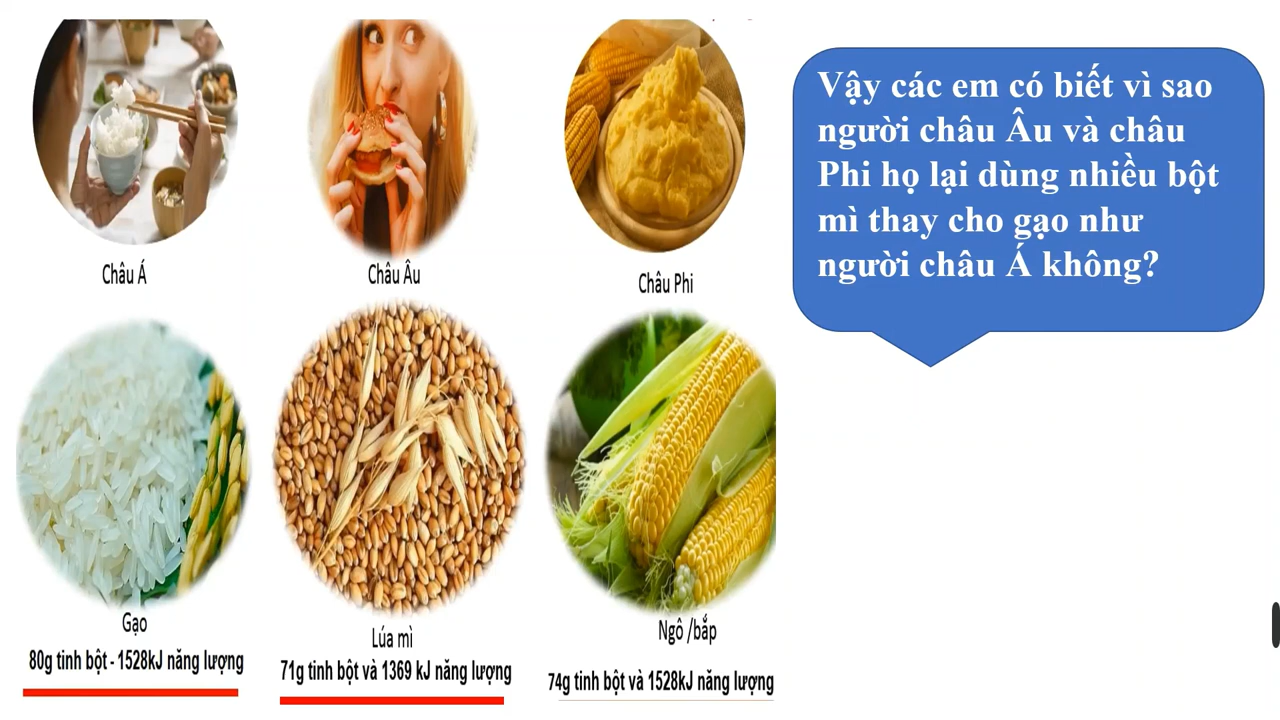 Vậy các em có biết vì sao
người châu Âu và châu
Phi họ lại dùng nhiều bột
mì thay cho gạo như
người châu Á không?
Châu Á
Châu Âu
Châu Phi
Gạo
80g tinh bột - 1528kJ năng lượng
Lúa mì
71g tinh bột và 1369 kJ năng lượng
Ngô /bắp
74g tinh bột và 1528kJ năng lượng